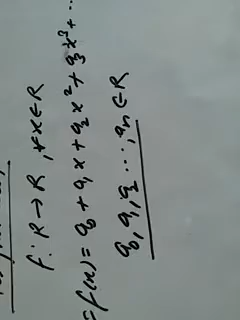 f: R → R, ∀x∈R
= f(x) = a₀ + a₁x + a₂x² + a₃x³ + ...
a₀, a₁, a₂, ..., aₙ ∈ R